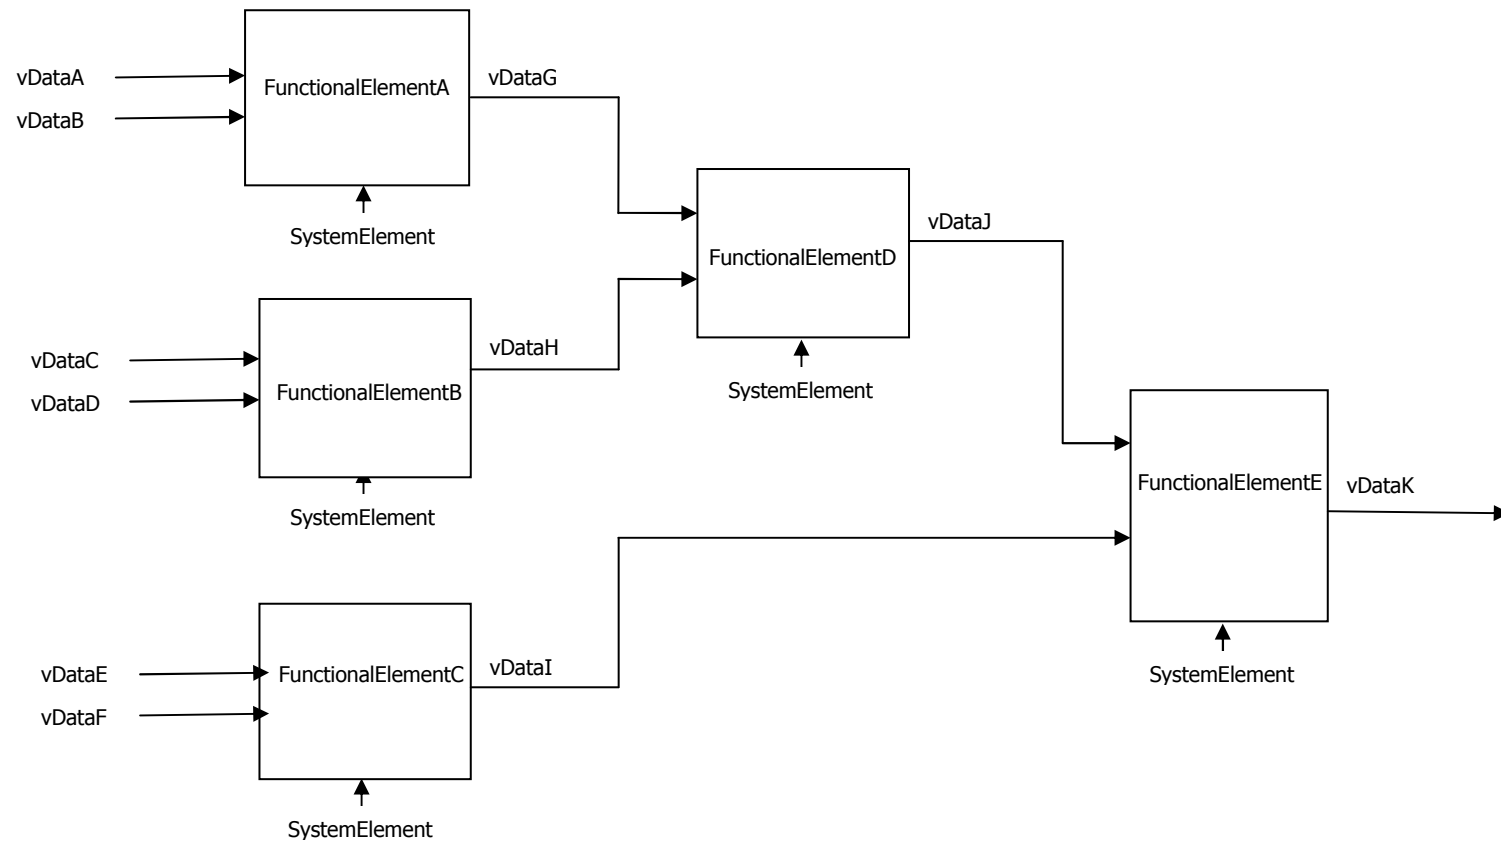 vDataA
vDataB
FunctionalElementA
vDataG
SystemElement
vDataC
vDataD
FunctionalElementB
vDataH
SystemElement
FunctionalElementD
vDataJ
SystemElement
vDataE
vDataF
FunctionalElementC
vDataI
SystemElement
FunctionalElementE
vDataK
SystemElement